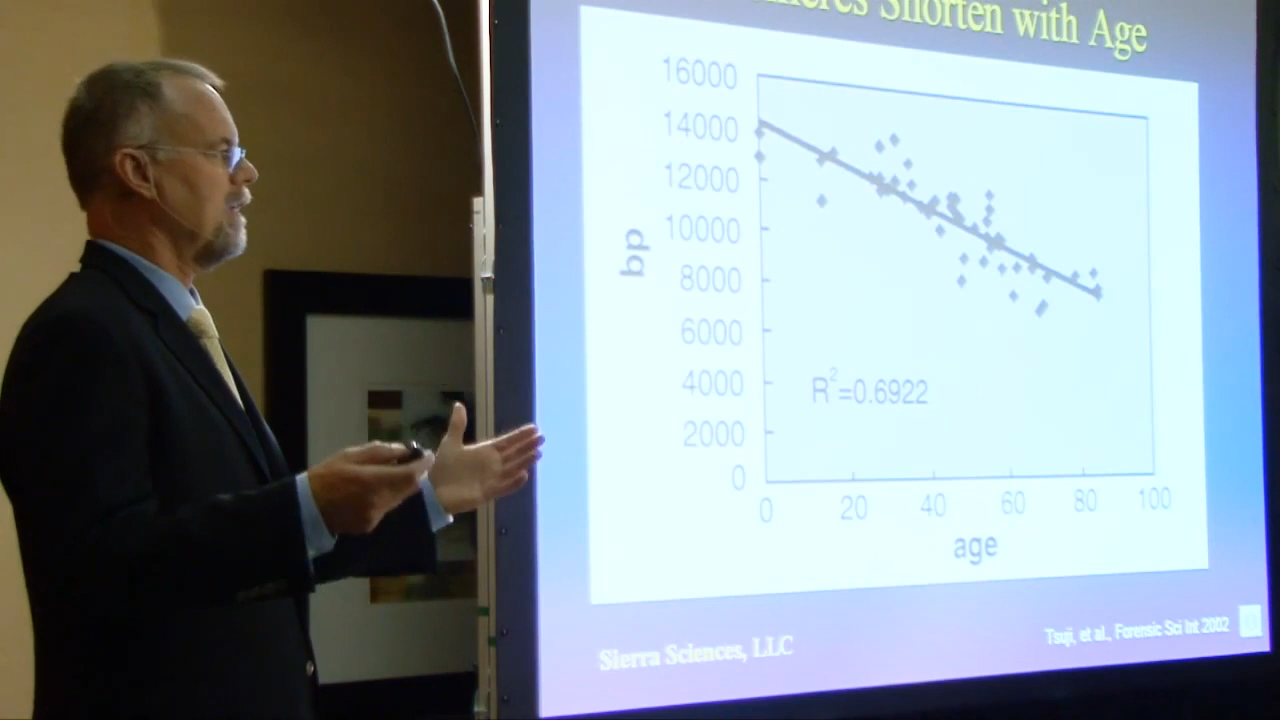 Shorten with Age
16000
14000
12000
10000
8000
6000
4000
2000
0
bp
R²=0.6922
0 20 40 60 80 100
age
Sierra Sciences, LLC
Tsuji, et al., Forensic Sci Int 2002